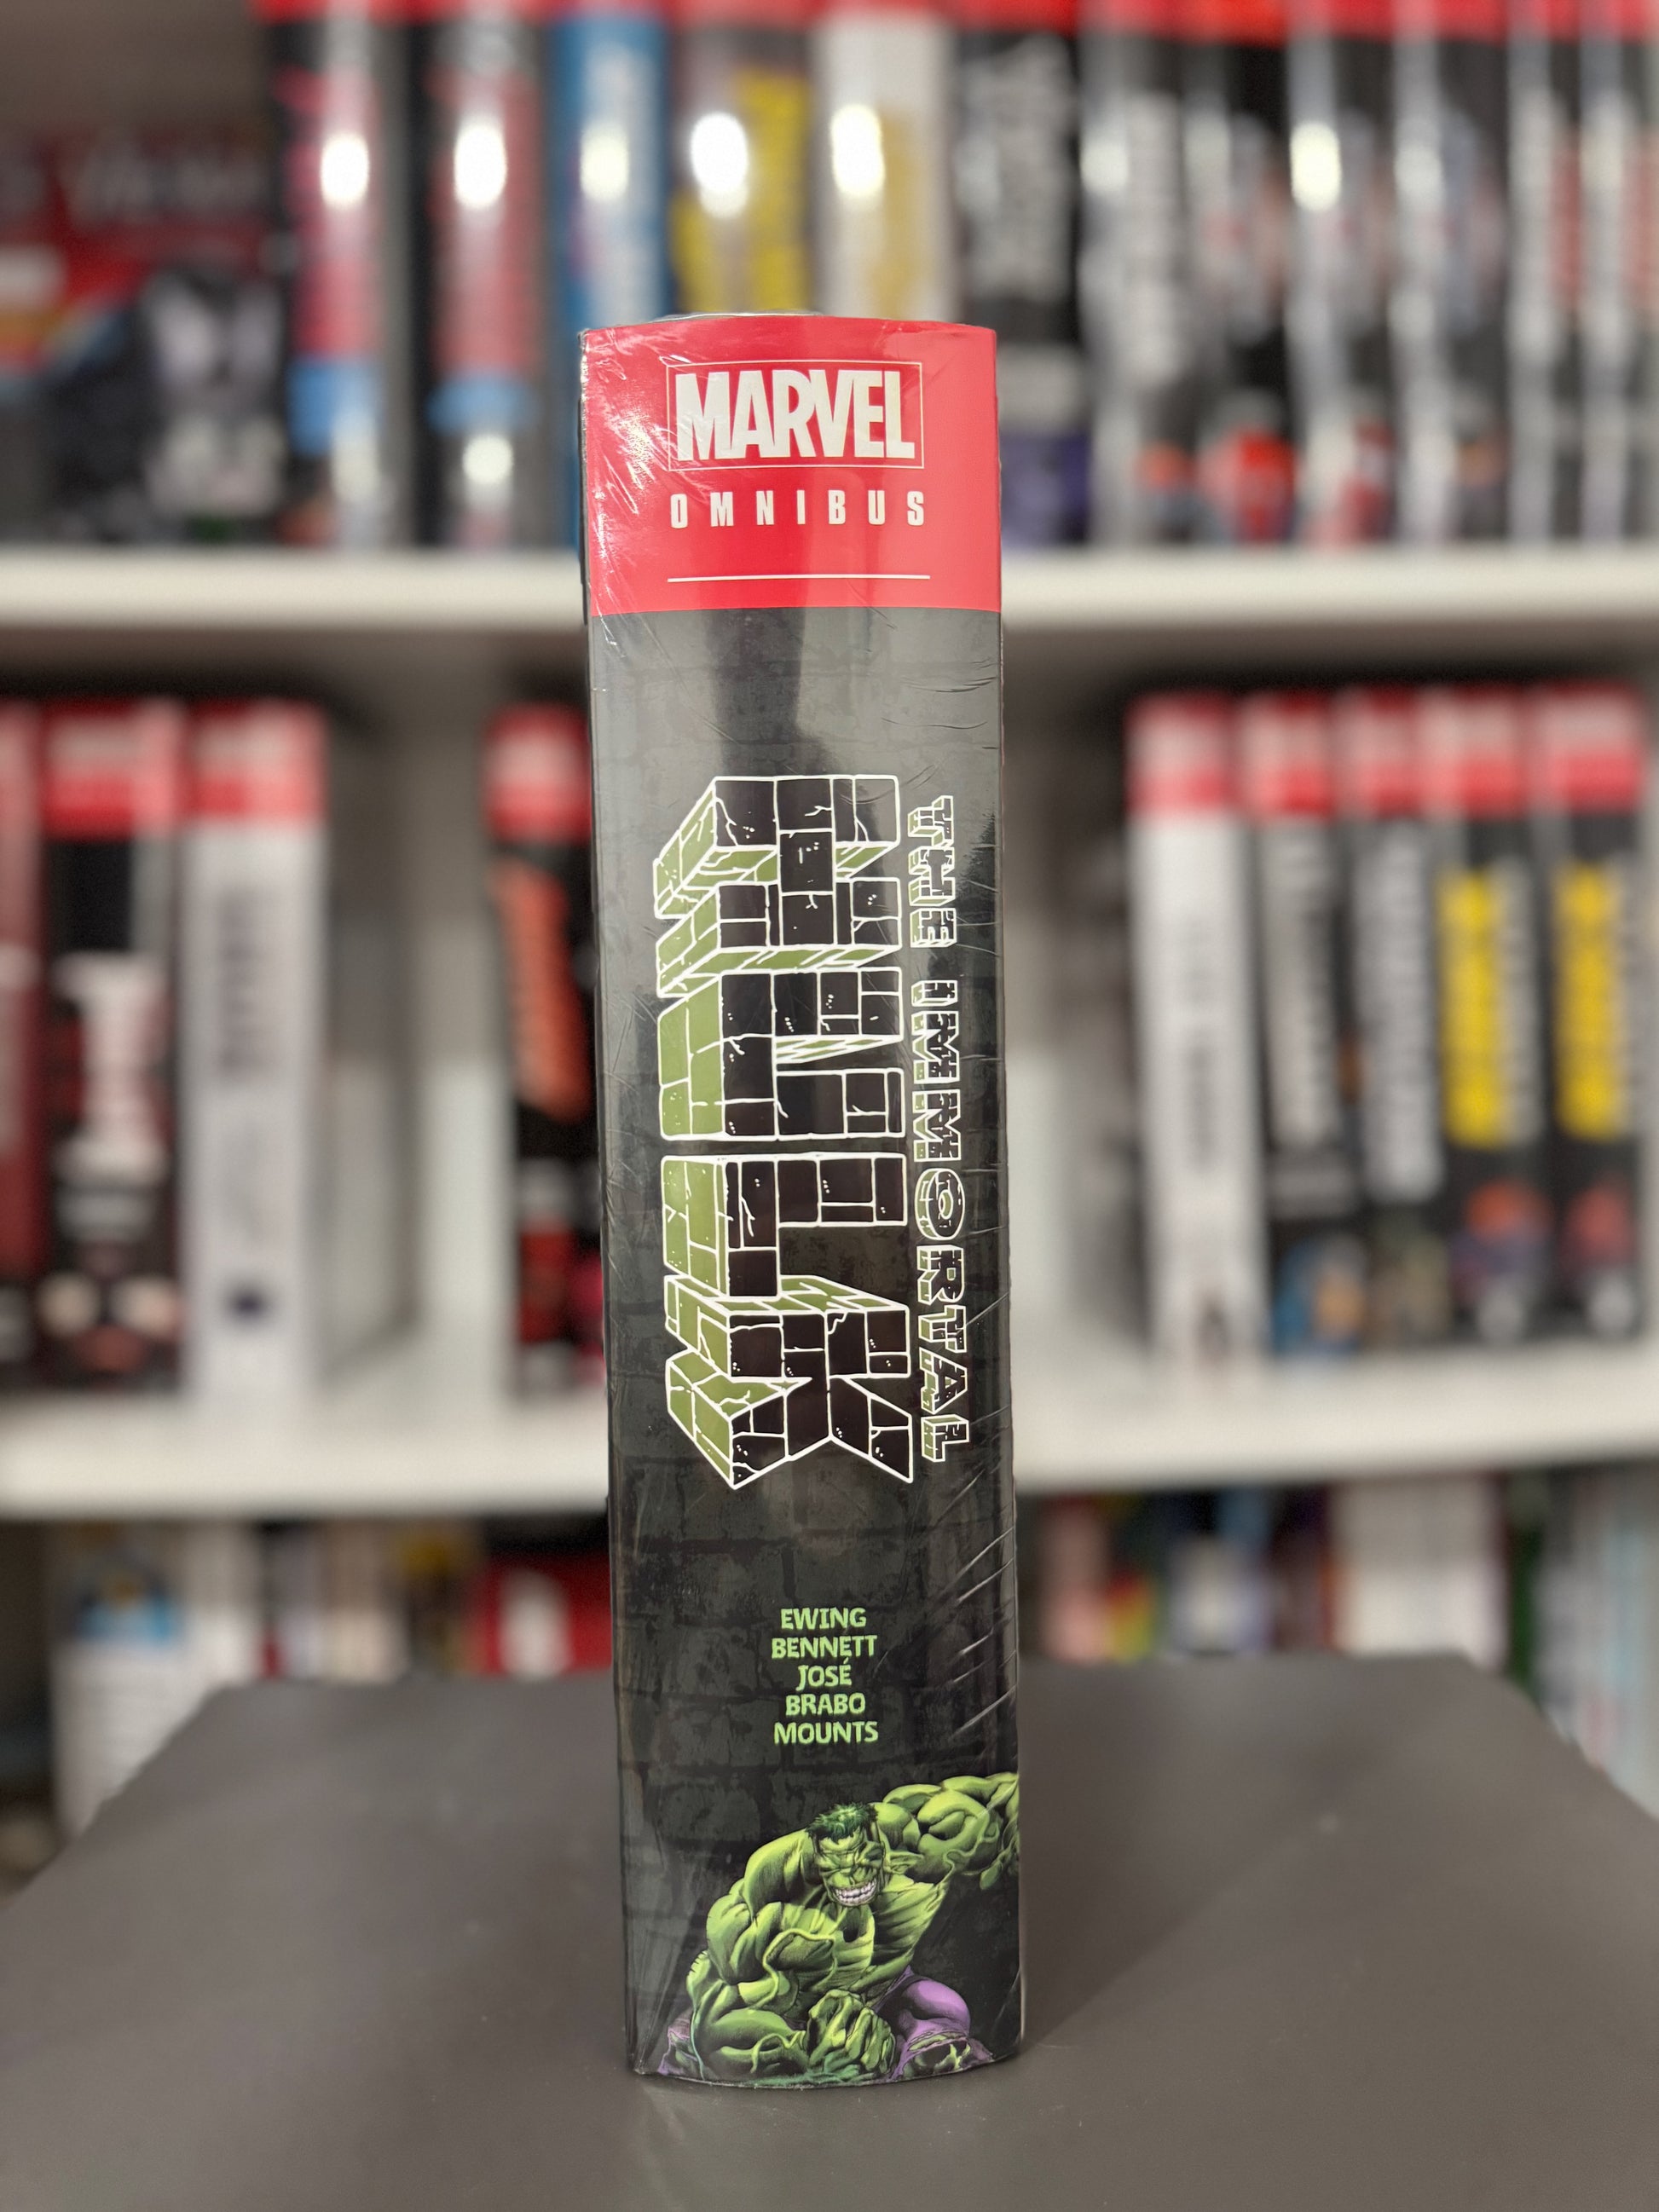 MARVEL
OMNIBUS
THE IMMORTAL
HULK
EWING
BENNETT
JOSÉ
BRABO
MOUNTS